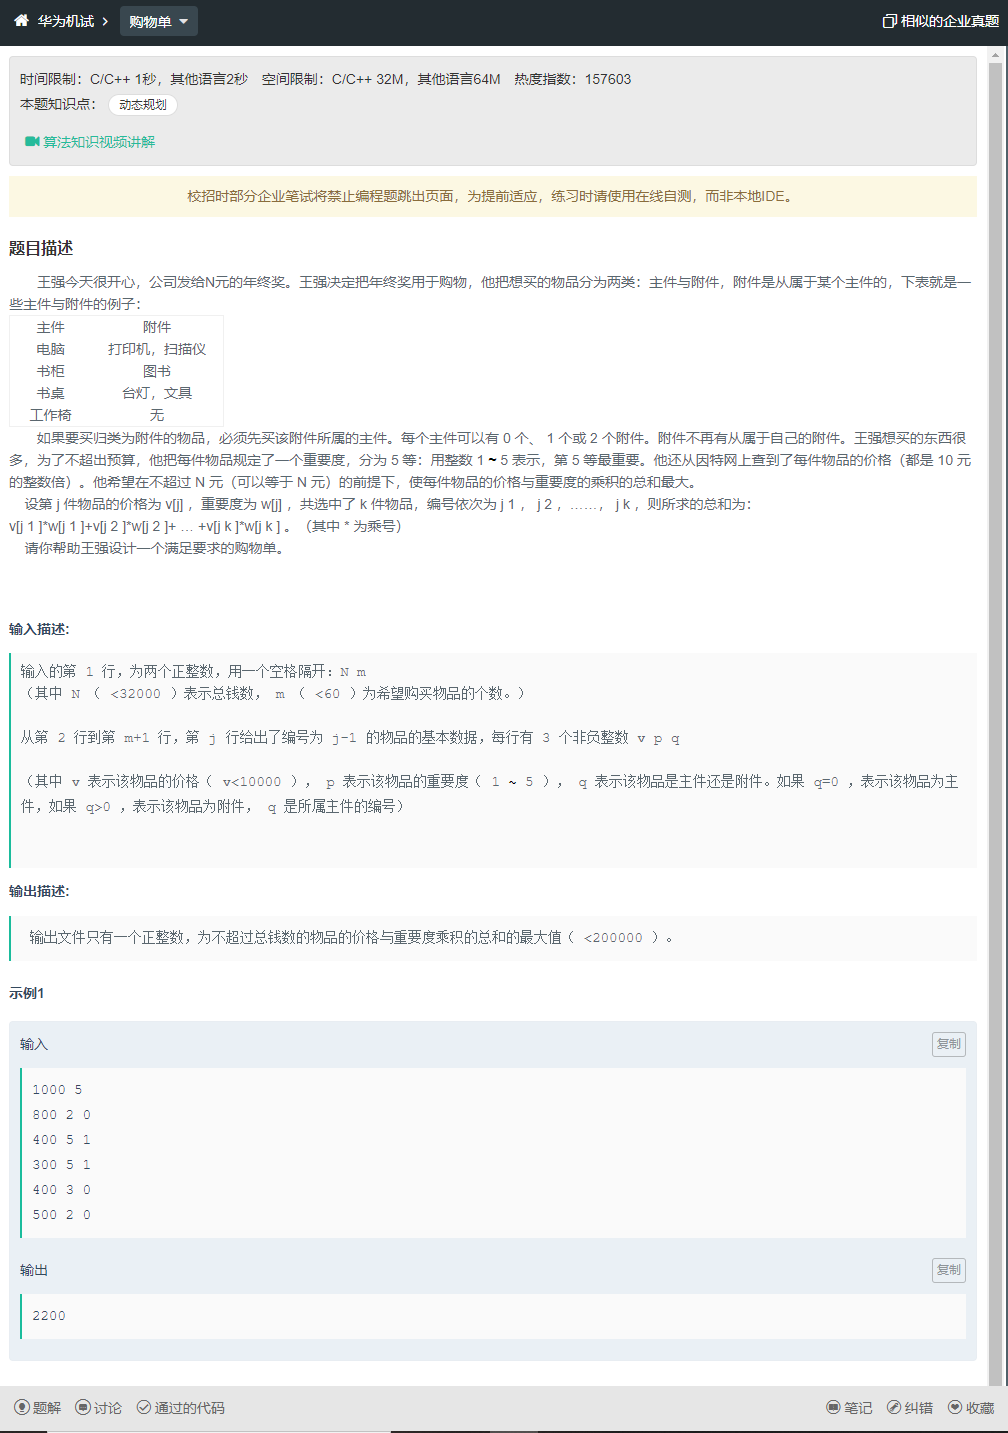 华为机试 购物单 相似的企业真题
时间限制：C/C++ 1秒，其他语言2秒 空间限制：C/C++ 32M，其他语言64M 热度指数：157603
本题知识点： 动态规划
算法知识视频讲解
校招时部分企业笔试将禁止编程题跳出页面，为提前适应，练习时请使用在线自测，而非本地IDE。
题目描述
王强今天很开心，公司发给N元的年终奖。王强决定把年终奖用于购物，他把想买的物品分为两类：主件与附件，附件是从属于某个主件的，下表就是一
些主件与附件的例子：
主件 附件
电脑 打印机，扫描仪
书柜 图书
书桌 台灯，文具
工作椅 无
如果要买归类为附件的物品，必须先买该附件所属的主件。每个主件可以有 0 个、 1 个或 2 个附件。附件不再有从属于自己的附件。王强想买的东西很
多，为了不超出预算，他把每件物品规定了一个重要度，分为 5 等：用整数 1 ~ 5 表示，第 5 等最重要。他还从因特网上查到了每件物品的价格（都是 10 元
的整数倍）。他希望在不超过 N 元（可以等于 N 元）的前提下，使每件物品的价格与重要度的乘积的总和最大。
设第 j 件物品的价格为 v[j] ，重要度为 w[j] ，共选中了 k 件物品，编号依次为 j 1 ， j 2 ，……， j k ，则所求的总和为：
v[j 1 ]*w[j 1 ]+v[j 2 ]*w[j 2 ]+ … +v[j k ]*w[j k ] 。（其中 * 为乘号）
请你帮助王强设计一个满足要求的购物单。
输入描述:
输入的第 1 行，为两个正整数，用一个空格隔开：N m
（其中 N （ <32000 ）表示总钱数， m （ <60 ）为希望购买物品的个数。）
从第 2 行到第 m+1 行，第 j 行给出了编号为 j-1 的物品的基本数据，每行有 3 个非负整数 v p q
（其中 v 表示该物品的价格（ v<10000 ）， p 表示该物品的重要度（ 1 ~ 5 ）， q 表示该物品是主件还是附件。如果 q=0 ，表示该物品为主
件，如果 q>0 ，表示该物品为附件， q 是所属主件的编号）
输出描述:
输出文件只有一个正整数，为不超过总钱数的物品的价格与重要度乘积的总和的最大值（ <200000 ）。
示例1
输入 复制
1000 5
800 2 0
400 5 1
300 5 1
400 3 0
500 2 0
输出 复制
2200
题解 讨论 通过的代码 笔记 纠错 收藏